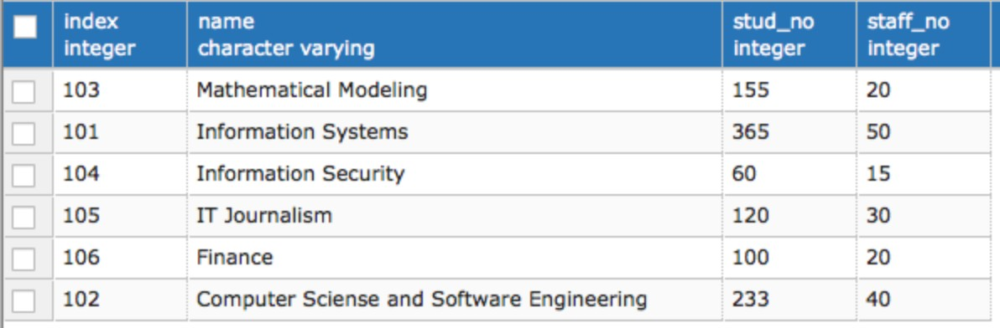 index name stud_no staff_no
integer character varying integer integer
103 Mathematical Modeling 155 20
101 Information Systems 365 50
104 Information Security 60 15
105 IT Journalism 120 30
106 Finance 100 20
102 Computer Sciense and Software Engineering 233 40